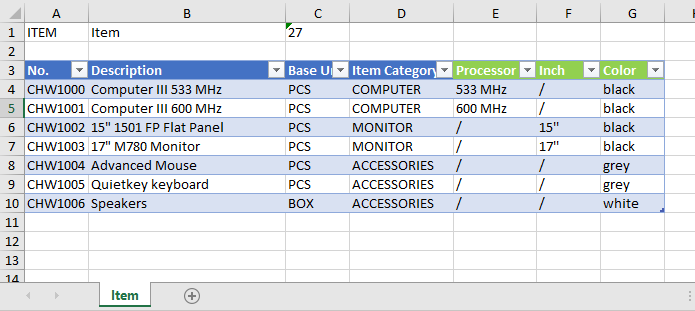 A B C D E F G
1 ITEM Item 27
2
3 No. Description Base Item Category Processor Inch Color
4 CHW1000 Computer III 533 MHz PCS COMPUTER 533 MHz / black
5 CHW1001 Computer III 600 MHz PCS COMPUTER 600 MHz / black
6 CHW1002 15" 1501 FP Flat Panel PCS MONITOR / 15" black
7 CHW1003 17" M780 Monitor PCS MONITOR / 17" black
8 CHW1004 Advanced Mouse PCS ACCESSORIES / / grey
9 CHW1005 Quietkey keyboard PCS ACCESSORIES / / grey
10 CHW1006 Speakers BOX ACCESSORIES / / white
11
12
13
14
Item